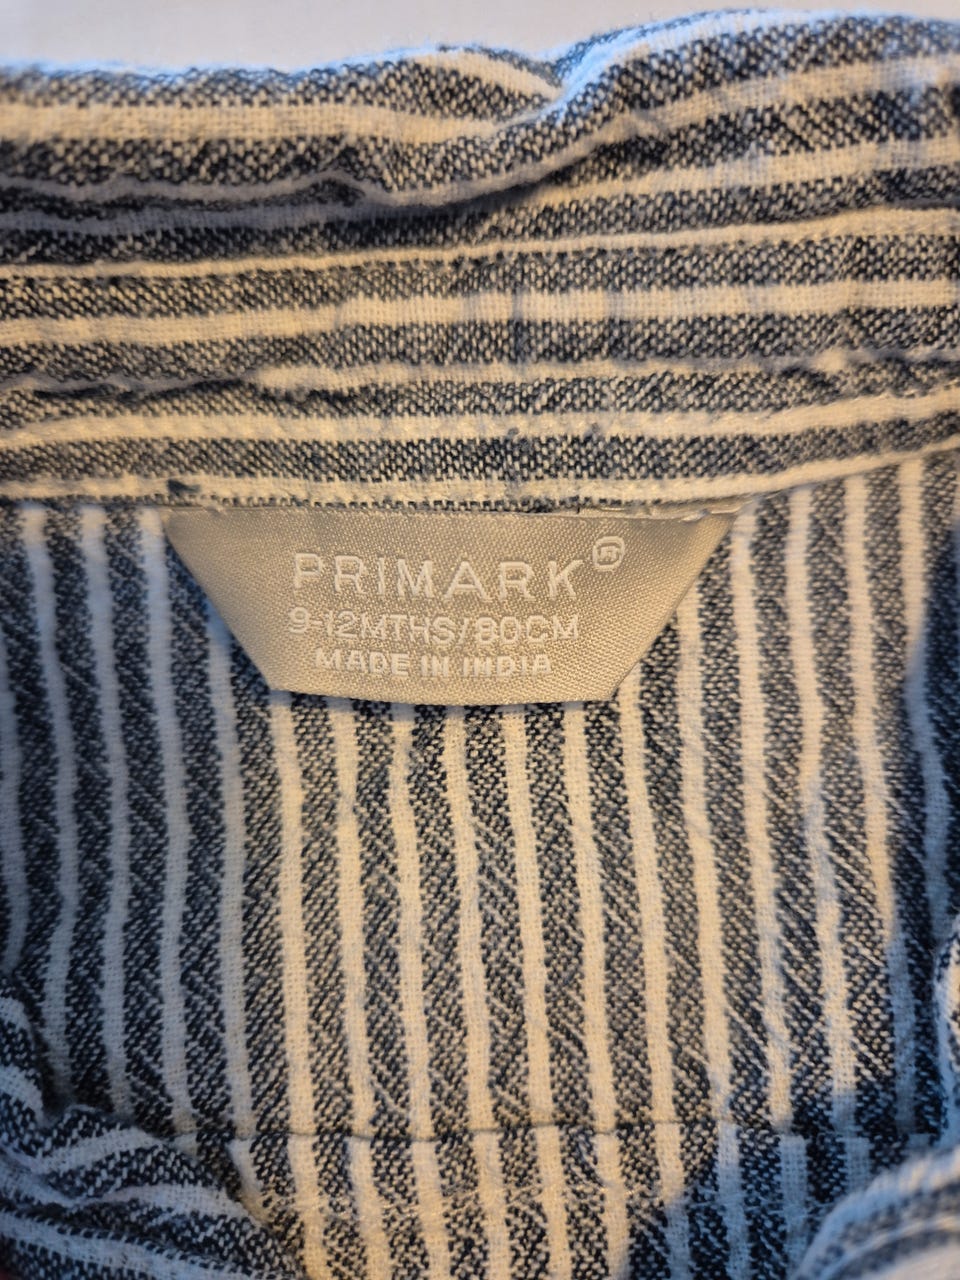 PRIMARK®
9-12MTHS/80CM
MADE IN INDIA